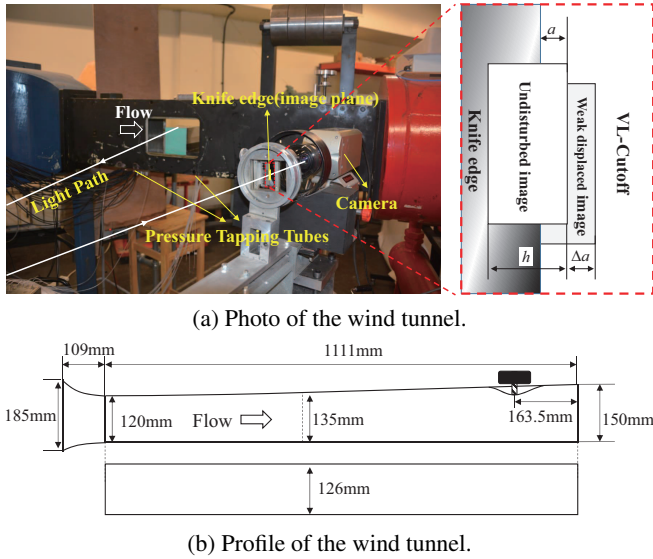 Flow
Knife edge(image plane)
Light Path
Camera
Pressure Tapping Tubes
a
Knife edge
Undisturbed image
Weak displaced image
VL-Cutoff
h
Δa
(a) Photo of the wind tunnel.
109mm
1111mm
185mm
120mm
Flow
135mm
163.5mm
150mm
126mm
(b) Profile of the wind tunnel.